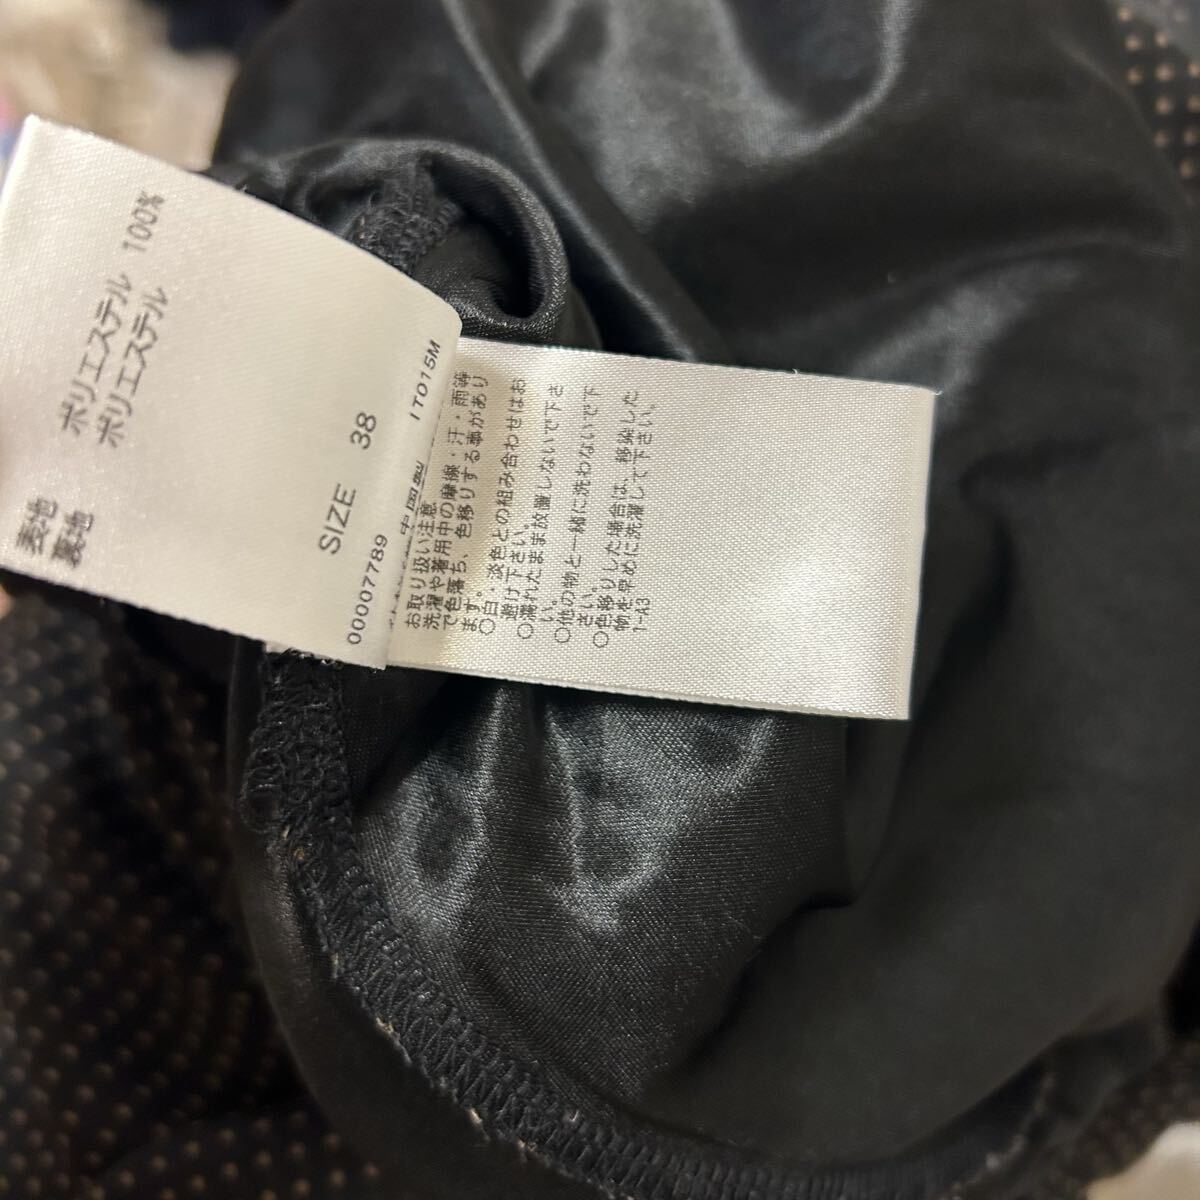 表地 ポリエステル 100%
裏地 ポリエステル
SIZE 38
00007789 中国製 IT015M
お取り扱い注意
洗濯や着用中の摩擦・汗・雨等
で色落ち、色移りする事があり
ます。
○白・淡色との組み合わせはお
避け下さい。
○濡れたまま放置しないで下さ
い。
○他の物と一緒に洗わないで下
さい。
○色移りした場合は、移染した
物を早めに洗濯して下さい。
1-A3